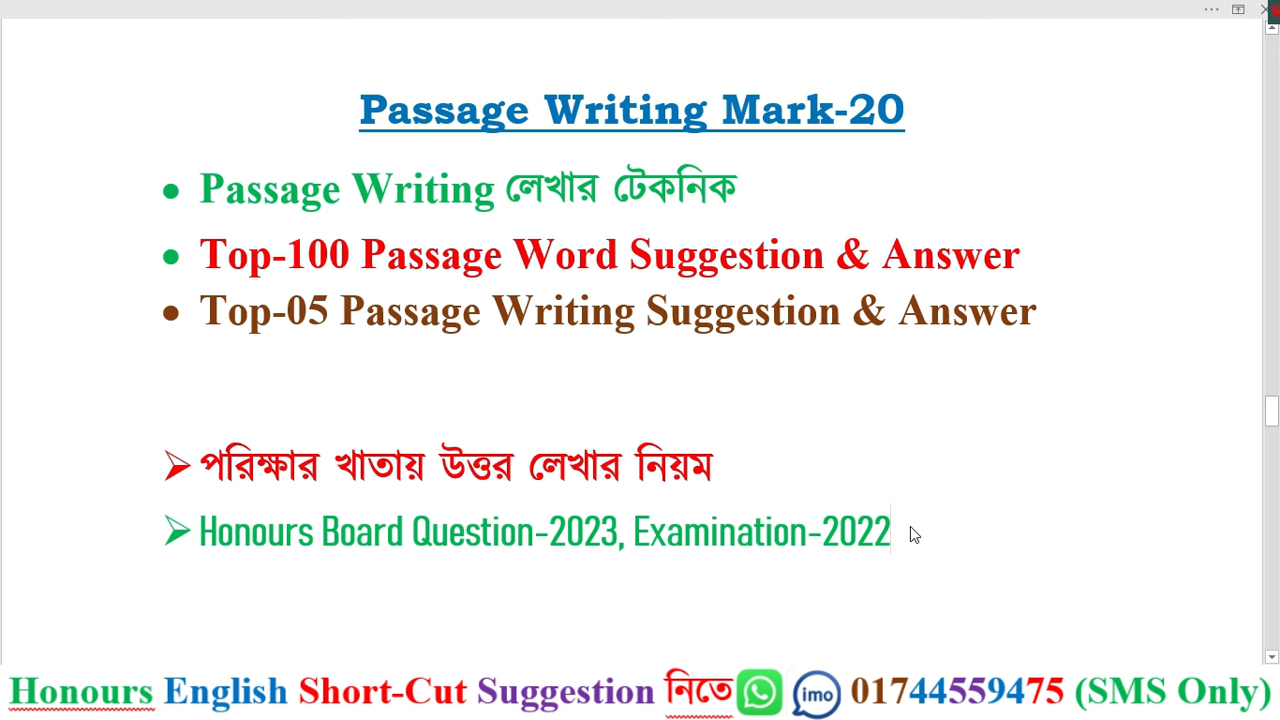 Passage Writing Mark-20
• Passage Writing লেখার টেকনিক
• Top-100 Passage Word Suggestion & Answer
• Top-05 Passage Writing Suggestion & Answer
➢ পরিক্ষার খাতায় উত্তর লেখার নিয়ম
➢ Honours Board Question-2023, Examination-2022
Honours English Short-Cut Suggestion নিতে imo 01744559475 (SMS Only)